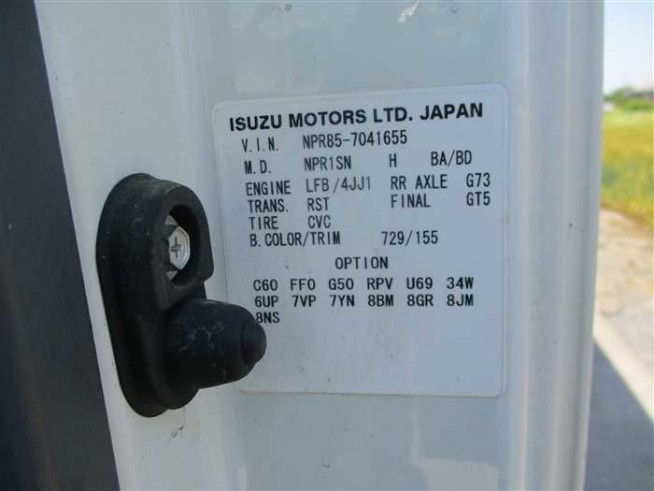 ISUZU MOTORS LTD. JAPAN
V.I.N. NPR85-7041655
M.D. NPR1SN H BA/BD
ENGINE LFB/4JJ1 RR AXLE G73
TRANS. RST FINAL GT5
TIRE CVC
B.COLOR/TRIM 729/155
OPTION
C60 FF0 G50 RPV U69 34W
6UP 7VP 7YN 8BM 8GR 8JM
8NS